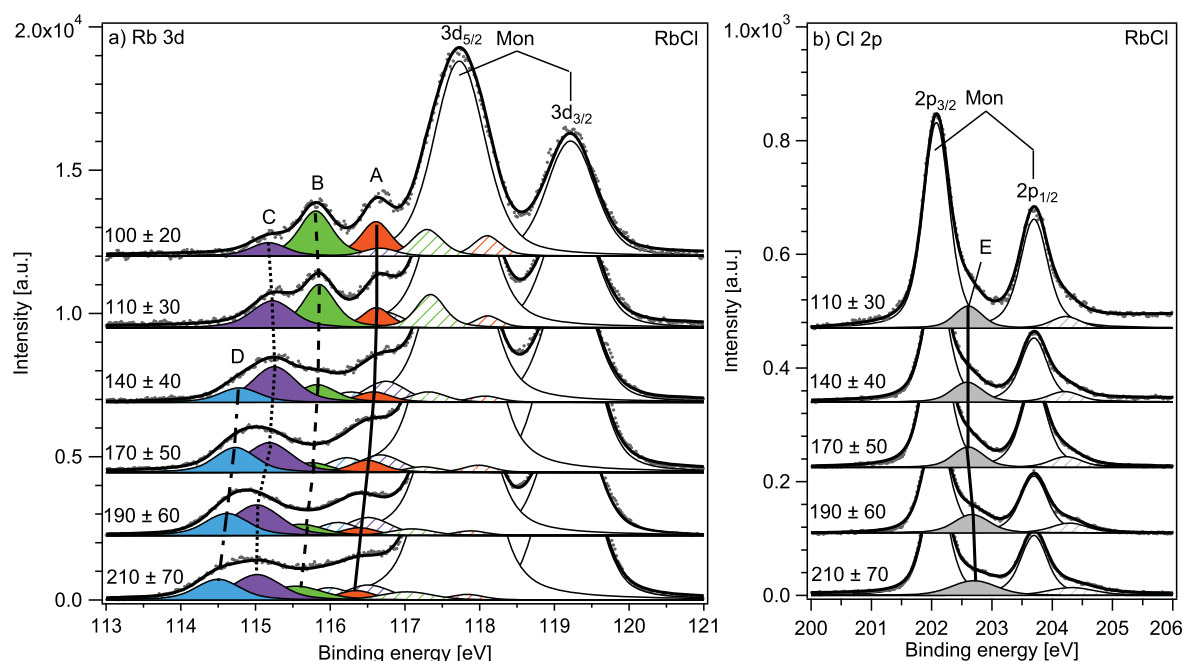 a) Rb 3d
RbCl
3d5/2
Mon
3d3/2
A
B
C
D
100 ± 20
110 ± 30
140 ± 40
170 ± 50
190 ± 60
210 ± 70
2.0x10⁴
1.5
1.0
0.5
0.0
Intensity [a.u.]
113 114 115 116 117 118 119 120 121
Binding energy [eV]
b) Cl 2p
RbCl
2p3/2
Mon
2p1/2
E
110 ± 30
140 ± 40
170 ± 50
190 ± 60
210 ± 70
1.0x10³
0.8
0.6
0.4
0.2
0.0
Intensity [a.u.]
200 201 202 203 204 205 206
Binding energy [eV]